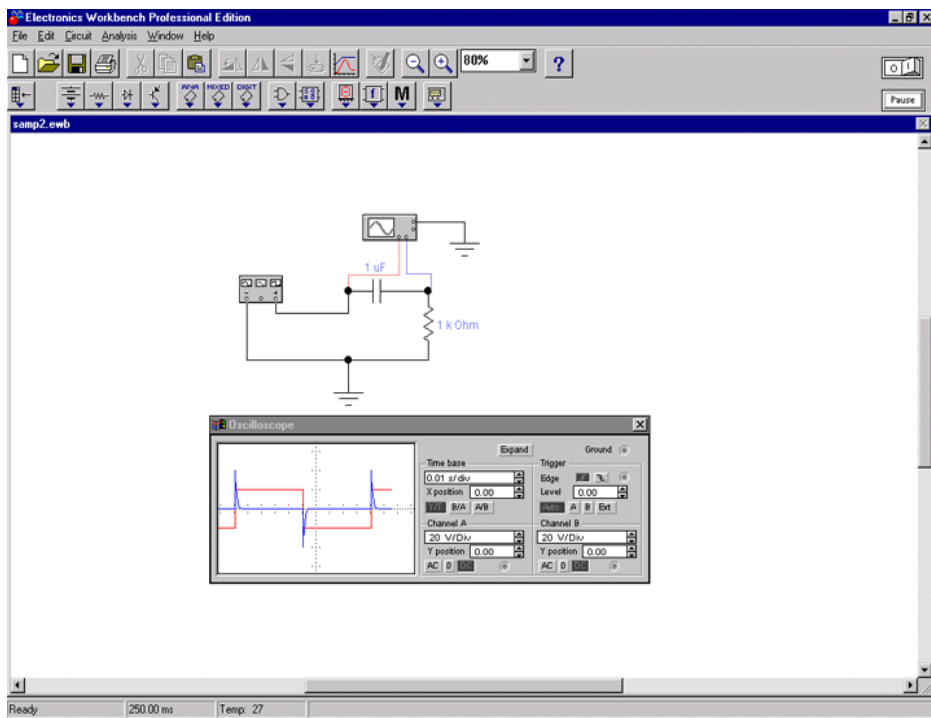 Electronics Workbench Professional Edition
File Edit Circuit Analysis Window Help
80% ?
ANA MIXED DIGIT
M
Pause
samp2.ewb
1 uF
1 k Ohm
Oscilloscope
Expand Ground
Time base Trigger
0.01 s/div Edge
X position 0.00 Level 0.00
Y/T B/A A/B Auto A B Ext
Channel A Channel B
20 V/Div 20 V/Div
Y position 0.00 Y position 0.00
AC 0 DC AC 0 DC
Ready 250.00 ms Temp: 27